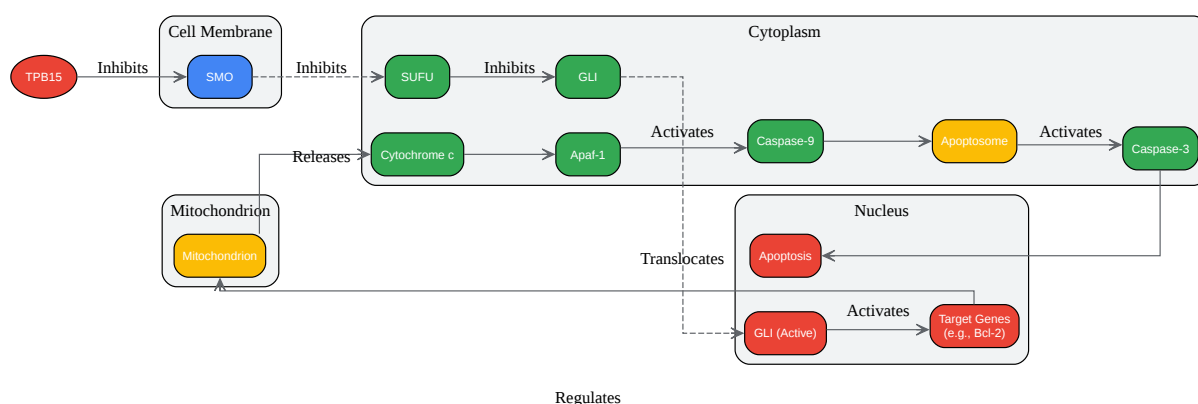 Cell Membrane
Cytoplasm
TPB15
Inhibits
SMO
Inhibits
SUFU
Inhibits
GLI
Releases
Cytochrome c
Apaf-1
Activates
Caspase-9
Apoptosome
Activates
Caspase-3
Mitochondrion
Nucleus
Mitochondrion
Translocates
Apoptosis
GLI (Active)
Activates
Target Genes
(e.g., Bcl-2)
Regulates